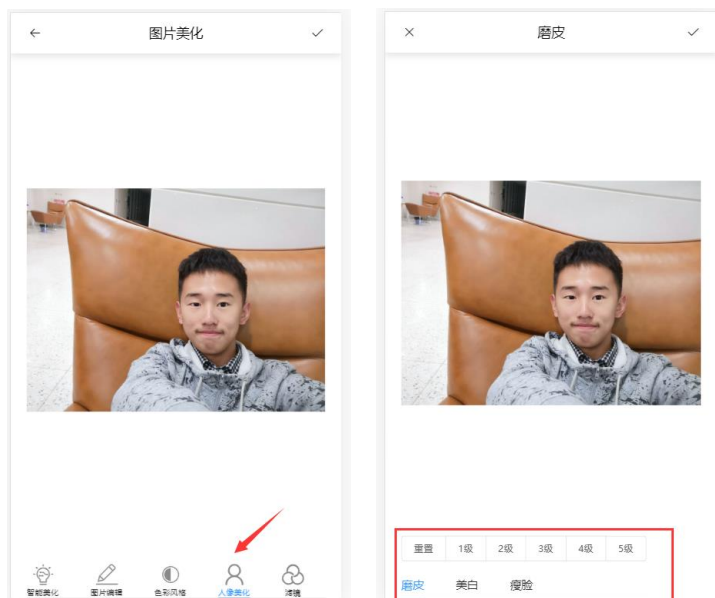 图片美化
智能美化 图片编辑 色彩风格 人像美化 滤镜
磨皮
重置 1级 2级 3级 4级 5级
磨皮 美白 瘦脸